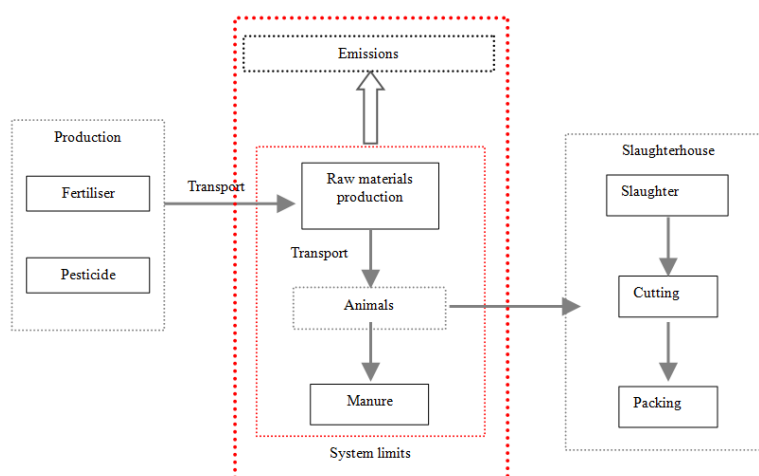 Emissions
Production
Fertiliser
Pesticide
Transport
Raw materials
production
Transport
Animals
Manure
System limits
Slaughterhouse
Slaughter
Cutting
Packing